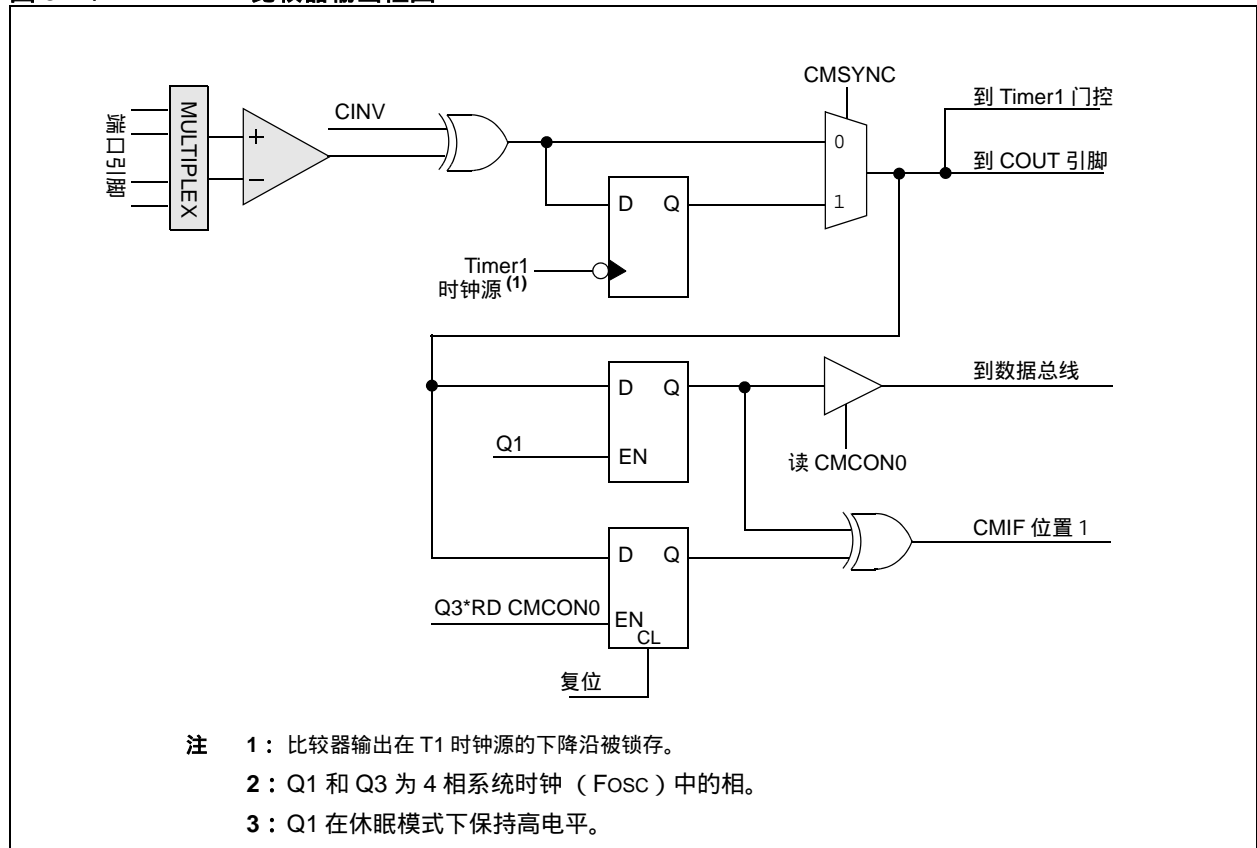 CMSYNC
到 Timer1 门控
CINV
MULTIPLEX
端口引脚
+
−
0
到 COUT 引脚
D Q
1
Timer1
时钟源 (1)
D Q
到数据总线
Q1
EN
读 CMCON0
CMIF 位置 1
D Q
Q3*RD CMCON0
EN
CL
复位
注 1： 比较器输出在 T1 时钟源的下降沿被锁存。
2： Q1 和 Q3 为 4 相系统时钟 （FOSC）中的相。
3： Q1 在休眠模式下保持高电平。